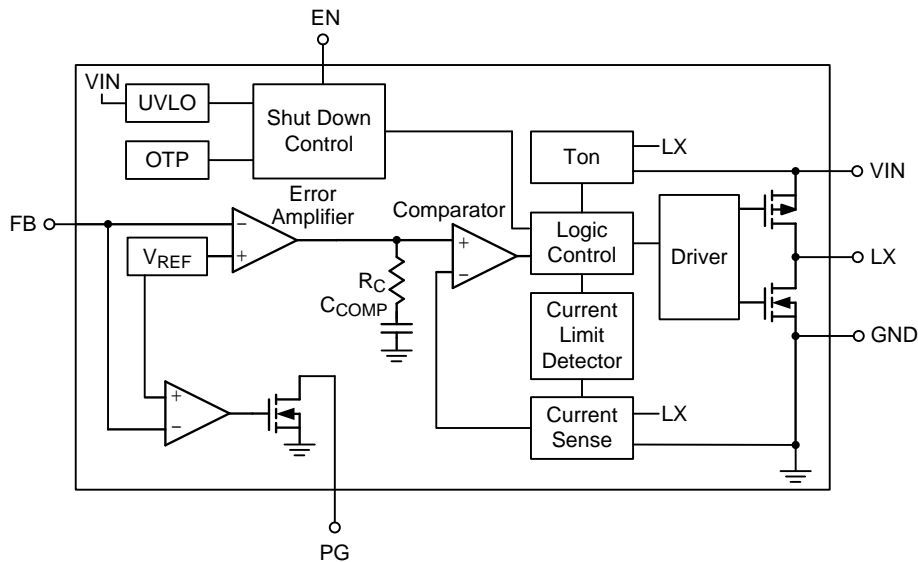 EN
VIN
UVLO
Shut Down
Control
OTP
Ton
LX
VIN
Error
Amplifier
Comparator
FB
−
+
VREF
+
−
Logic
Control
Driver
LX
RC
CCOMP
Current
Limit
Detector
GND
+
−
Current
Sense
LX
PG